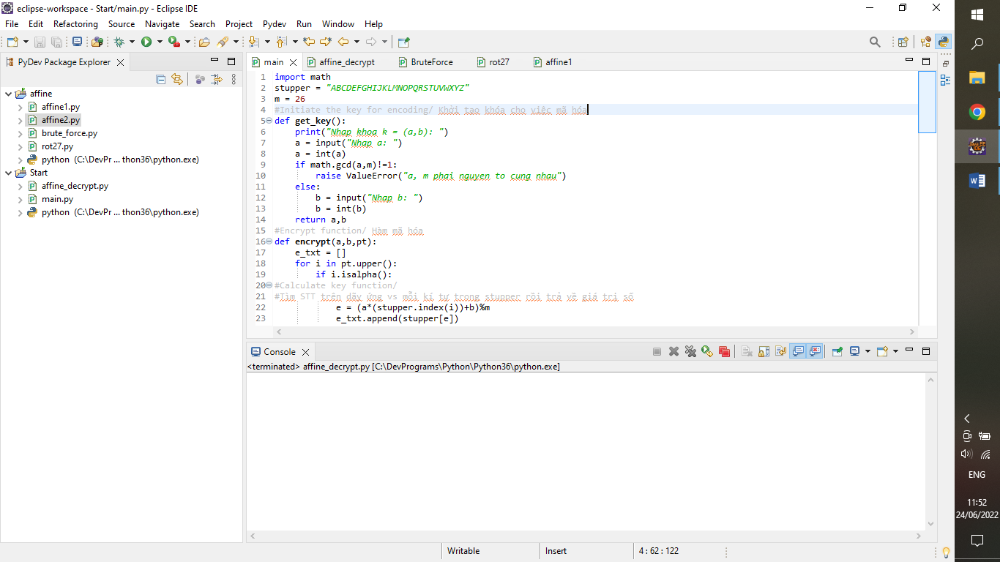 eclipse-workspace - Start/main.py - Eclipse IDE
File Edit Refactoring Source Navigate Search Project Pydev Run Window Help
PyDev Package Explorer
affine
affine1.py
affine2.py
brute_force.py
rot27.py
python (C:\DevPr ... thon36\python.exe)
Start
affine_decrypt.py
main.py
python (C:\DevPr ... thon36\python.exe)
main affine_decrypt BruteForce rot27 affine1
1 import math
2 stupper = "ABCDEFGHIJKLMNOPQRSTUVWXYZ"
3 m = 26
4 #Initiate the key for encoding/ Khởi tạo khóa cho việc mã hóa
5 def get_key():
6 print("Nhap khoa k = (a,b): ")
7 a = input("Nhap a: ")
8 a = int(a)
9 if math.gcd(a,m)!=1:
10 raise ValueError("a, m phai nguyen to cung nhau")
11 else:
12 b = input("Nhap b: ")
13 b = int(b)
14 return a,b
15 #Encrypt function/ Hàm mã hóa
16 def encrypt(a,b,pt):
17 e_txt = []
18 for i in pt.upper():
19 if i.isalpha():
20 #Calculate key function/
21 #Tìm STT trên dãy ứng vs mỗi kí tự trong stupper rồi trả về giá trị số
22 e = (a*(stupper.index(i))+b)%m
23 e_txt.append(stupper[e])
Console
<terminated> affine_decrypt.py [C:\DevPrograms\Python\Python36\python.exe]
Writable Insert 4 : 62 : 122
ENG
11:52
24/06/2022